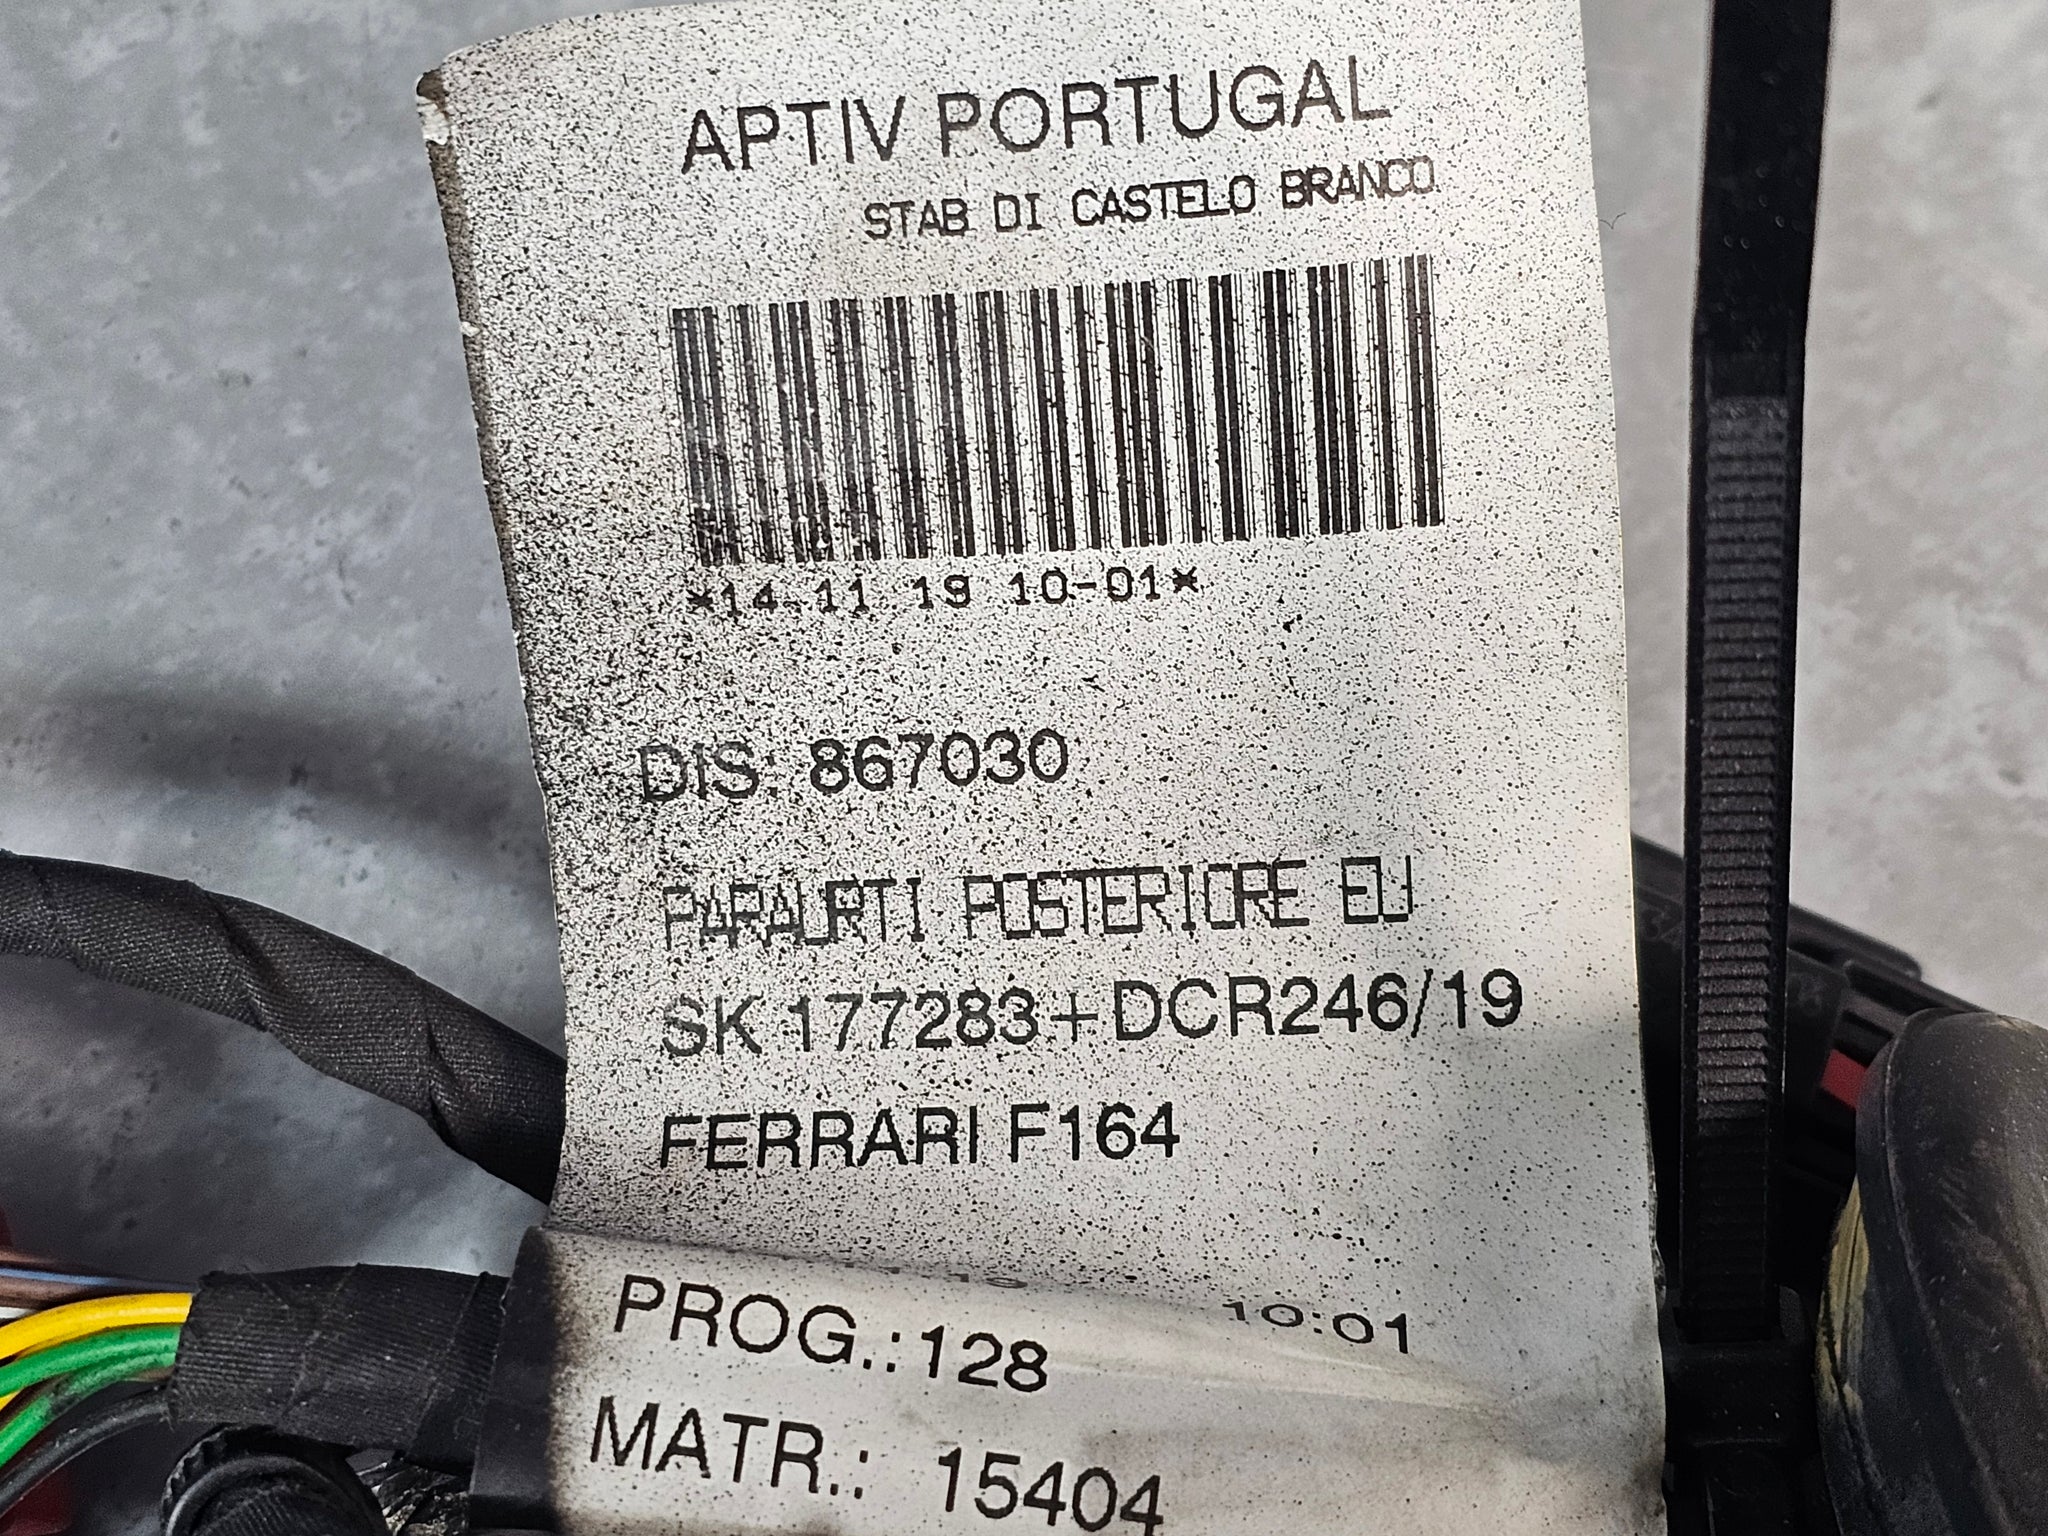 APTIV PORTUGAL
STAB DI CASTELO BRANCO
*14 11 19 10-01*
DIS: 867030
PARAURTI POSTERIORE EU
SK 177283+DCR246/19
FERRARI F164
10:01
PROG.:128
MATR.: 15404